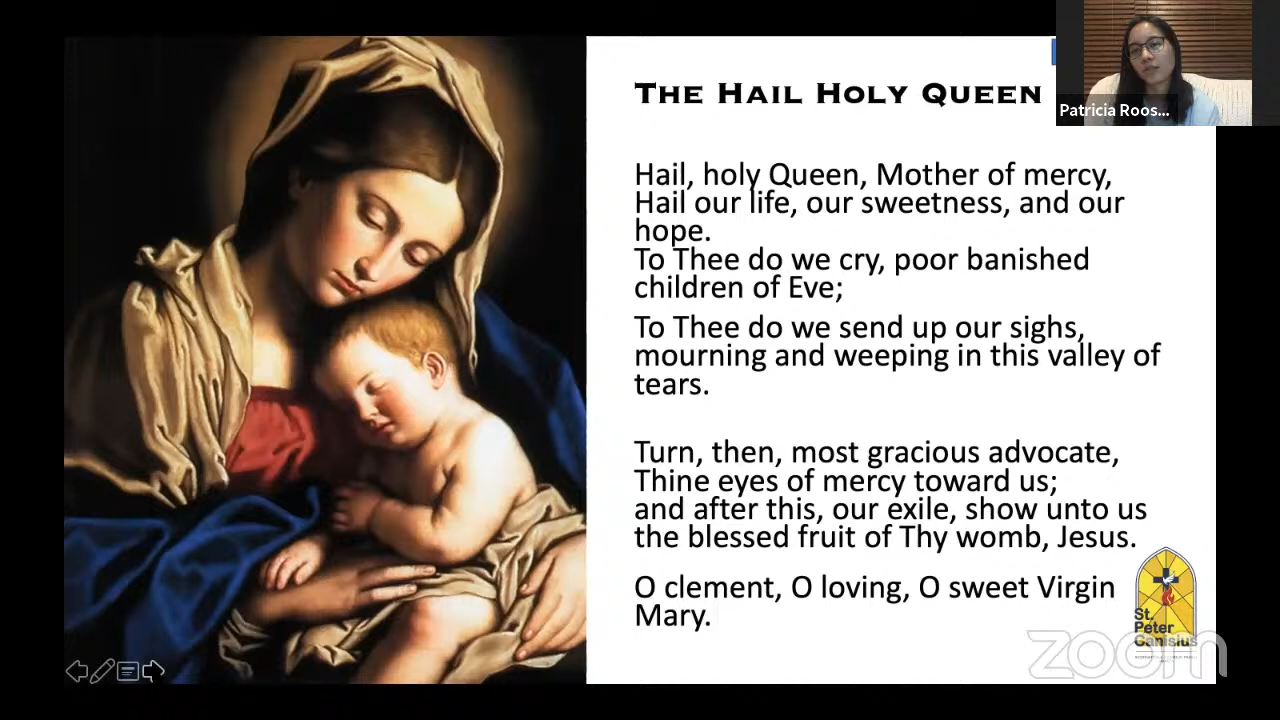 THE HAIL HOLY QUEEN
Patricia Roos...
Hail, holy Queen, Mother of mercy,
Hail our life, our sweetness, and our
hope.
To Thee do we cry, poor banished
children of Eve;
To Thee do we send up our sighs,
mourning and weeping in this valley of
tears.
Turn, then, most gracious advocate,
Thine eyes of mercy toward us;
and after this, our exile, show unto us
the blessed fruit of Thy womb, Jesus.
O clement, O loving, O sweet Virgin
Mary.
St.
Peter
Canisius
zoom